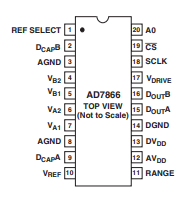 REF SELECT 1
DCAPB 2
AGND 3
VB2 4
VB1 5
VA2 6
VA1 7
AGND 8
DCAPA 9
VREF 10
AD7866
TOP VIEW
(Not to Scale)
20 A0
19 CS
18 SCLK
17 VDRIVE
16 DOUTB
15 DOUTA
14 DGND
13 DVDD
12 AVDD
11 RANGE